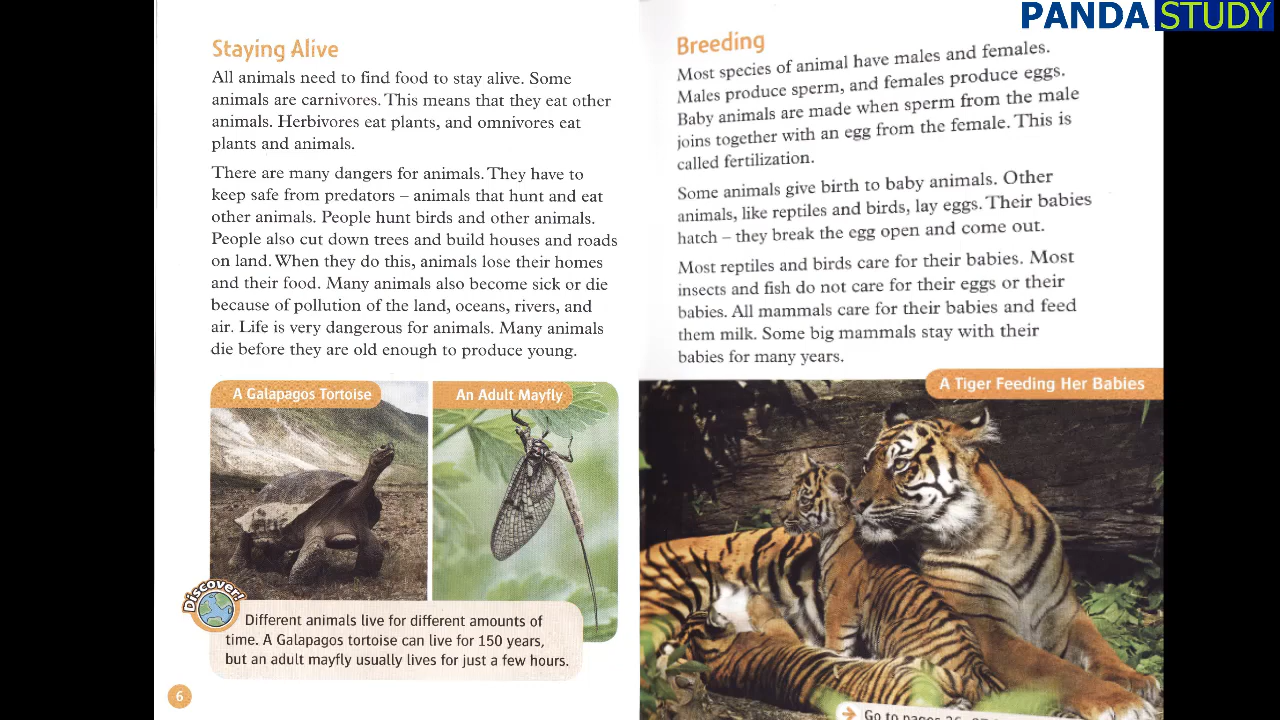 PANDA STUDY
Staying Alive
All animals need to find food to stay alive. Some
animals are carnivores. This means that they eat other
animals. Herbivores eat plants, and omnivores eat
plants and animals.
There are many dangers for animals. They have to
keep safe from predators – animals that hunt and eat
other animals. People hunt birds and other animals.
People also cut down trees and build houses and roads
on land. When they do this, animals lose their homes
and their food. Many animals also become sick or die
because of pollution of the land, oceans, rivers, and
air. Life is very dangerous for animals. Many animals
die before they are old enough to produce young.
A Galapagos Tortoise
An Adult Mayfly
Discover!
Different animals live for different amounts of
time. A Galapagos tortoise can live for 150 years,
but an adult mayfly usually lives for just a few hours.
6
Breeding
Most species of animal have males and females.
Males produce sperm, and females produce eggs.
Baby animals are made when sperm from the male
joins together with an egg from the female. This is
called fertilization.
Some animals give birth to baby animals. Other
animals, like reptiles and birds, lay eggs. Their babies
hatch – they break the egg open and come out.
Most reptiles and birds care for their babies. Most
insects and fish do not care for their eggs or their
babies. All mammals care for their babies and feed
them milk. Some big mammals stay with their
babies for many years.
A Tiger Feeding Her Babies
Go to pages